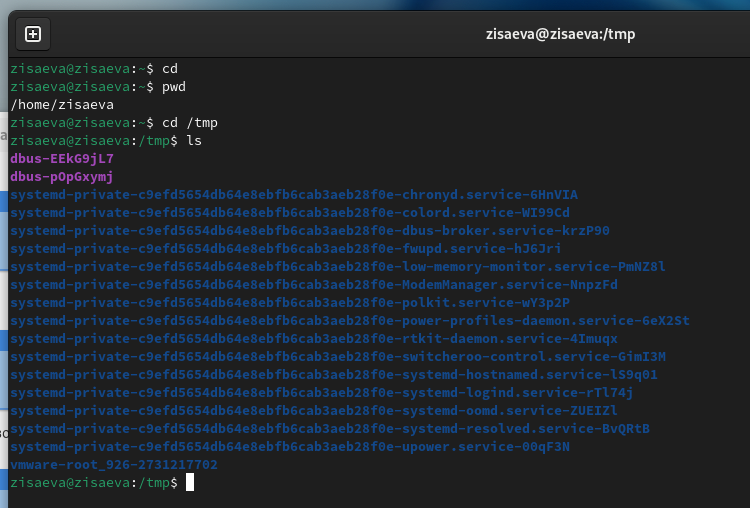 zisaeva@zisaeva:/tmp
zisaeva@zisaeva:~$ cd
zisaeva@zisaeva:~$ pwd
/home/zisaeva
zisaeva@zisaeva:~$ cd /tmp
zisaeva@zisaeva:/tmp$ ls
dbus-EEkG9jL7
dbus-pOpGxymj
systemd-private-c9efd5654db64e8ebfb6cab3aeb28f0e-chronyd.service-6HnVIA
systemd-private-c9efd5654db64e8ebfb6cab3aeb28f0e-colord.service-WI99Cd
systemd-private-c9efd5654db64e8ebfb6cab3aeb28f0e-dbus-broker.service-krzP90
systemd-private-c9efd5654db64e8ebfb6cab3aeb28f0e-fwupd.service-hJ6Jri
systemd-private-c9efd5654db64e8ebfb6cab3aeb28f0e-low-memory-monitor.service-PmNZ8l
systemd-private-c9efd5654db64e8ebfb6cab3aeb28f0e-ModemManager.service-NnpzFd
systemd-private-c9efd5654db64e8ebfb6cab3aeb28f0e-polkit.service-wY3p2P
systemd-private-c9efd5654db64e8ebfb6cab3aeb28f0e-power-profiles-daemon.service-6eX2St
systemd-private-c9efd5654db64e8ebfb6cab3aeb28f0e-rtkit-daemon.service-4Imuqx
systemd-private-c9efd5654db64e8ebfb6cab3aeb28f0e-switcheroo-control.service-GimI3M
systemd-private-c9efd5654db64e8ebfb6cab3aeb28f0e-systemd-hostnamed.service-lS9q01
systemd-private-c9efd5654db64e8ebfb6cab3aeb28f0e-systemd-logind.service-rTl74j
systemd-private-c9efd5654db64e8ebfb6cab3aeb28f0e-systemd-oomd.service-ZUEIZl
systemd-private-c9efd5654db64e8ebfb6cab3aeb28f0e-systemd-resolved.service-BvQRtB
systemd-private-c9efd5654db64e8ebfb6cab3aeb28f0e-upower.service-00qF3N
vmware-root_926-2731217702
zisaeva@zisaeva:/tmp$